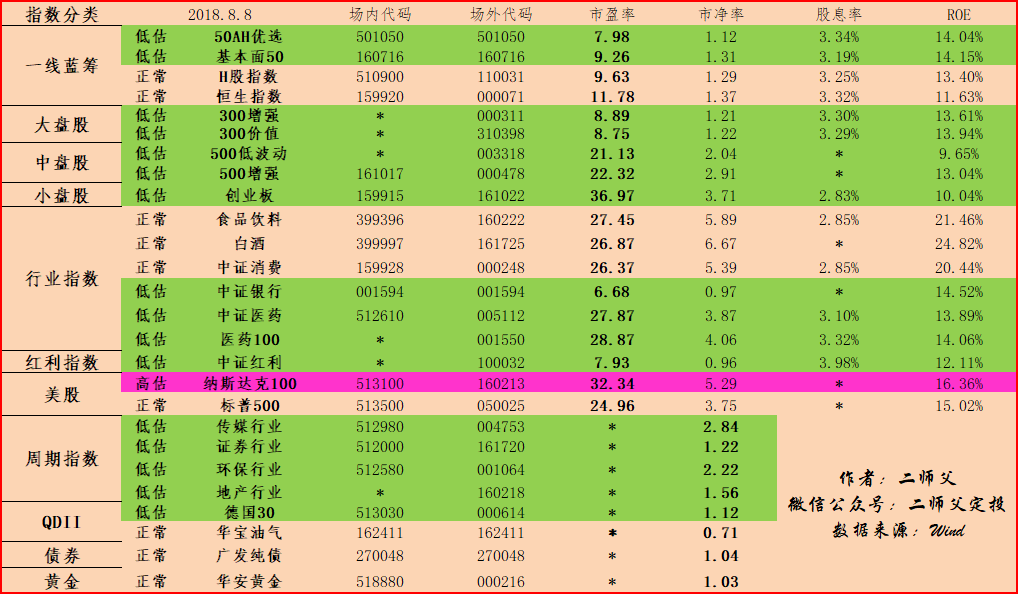 指数分类 2018.8.8 场内代码 场外代码 市盈率 市净率 股息率 ROE
一线蓝筹
低估 50AH优选 501050 501050 7.98 1.12 3.34% 14.04%
低估 基本面50 160716 160716 9.26 1.31 3.19% 14.15%
正常 H股指数 510900 110031 9.63 1.29 3.25% 13.40%
正常 恒生指数 159920 000071 11.78 1.37 3.32% 11.63%
大盘股
低估 300增强 * 000311 8.89 1.21 3.30% 13.61%
低估 300价值 * 310398 8.75 1.22 3.29% 13.94%
中盘股
低估 500低波动 * 003318 21.13 2.04 * 9.65%
低估 500增强 161017 000478 22.32 2.91 * 13.04%
小盘股 低估 创业板 159915 161022 36.97 3.71 2.83% 10.04%
行业指数
正常 食品饮料 399396 160222 27.45 5.89 2.85% 21.46%
正常 白酒 399997 161725 26.87 6.67 * 24.82%
正常 中证消费 159928 000248 26.37 5.39 2.85% 20.44%
低估 中证银行 001594 001594 6.68 0.97 * 14.52%
低估 中证医药 512610 005112 27.87 3.87 3.10% 13.89%
低估 医药100 * 001550 28.87 4.06 3.32% 14.06%
红利指数 低估 中证红利 * 100032 7.93 0.96 3.98% 12.11%
美股
高估 纳斯达克100 513100 160213 32.34 5.29 * 16.36%
正常 标普500 513500 050025 24.96 3.75 * 15.02%
周期指数
低估 传媒行业 512980 004753 * 2.84
低估 证券行业 512000 161720 * 1.22
低估 环保行业 512580 001064 * 2.22
低估 地产行业 * 160218 * 1.56
QDII
低估 德国30 513030 000614 * 1.12
正常 华宝油气 162411 162411 * 0.71
债券 正常 广发纯债 270048 270048 * 1.04
黄金 正常 华安黄金 518880 000216 * 1.03
作者：二师父
微信公众号：二师父定投
数据来源：Wind